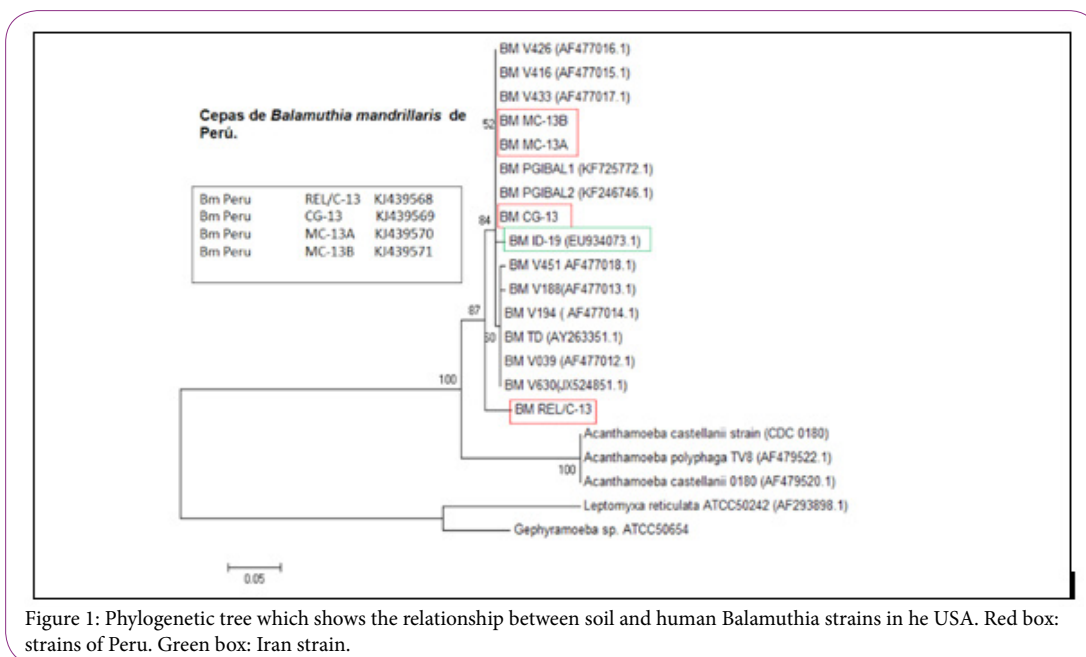 BM V426 (AF477016.1)
BM V416 (AF477015.1)
BM V433 (AF477017.1)
Cepas de Balamuthia mandrillaris de
Perú.
52
BM MC-13B
BM MC-13A
BM PGIBAL1 (KF725772.1)
BM PGIBAL2 (KF246746.1)
Bm Peru REL/C-13 KJ439568
Bm Peru CG-13 KJ439569
Bm Peru MC-13A KJ439570
Bm Peru MC-13B KJ439571
84
BM CG-13
BM ID-19 (EU934073.1)
BM V451 AF477018.1)
BM V188(AF477013.1)
87
BM V194 ( AF477014.1)
60
BM TD (AY263351.1)
BM V039 (AF477012.1)
BM V630(JX524851.1)
100
BM REL/C-13
Acanthamoeba castellanii strain (CDC 0180)
Acanthamoeba polyphaga TV8 (AF479522.1)
100
Acanthamoeba castellanii 0180 (AF479520.1)
Leptomyxa reticulata ATCC50242 (AF293898.1)
Gephyramoeba sp. ATCC50654
0.05
Figure 1: Phylogenetic tree which shows the relationship between soil and human Balamuthia strains in he USA. Red box:
strains of Peru. Green box: Iran strain.